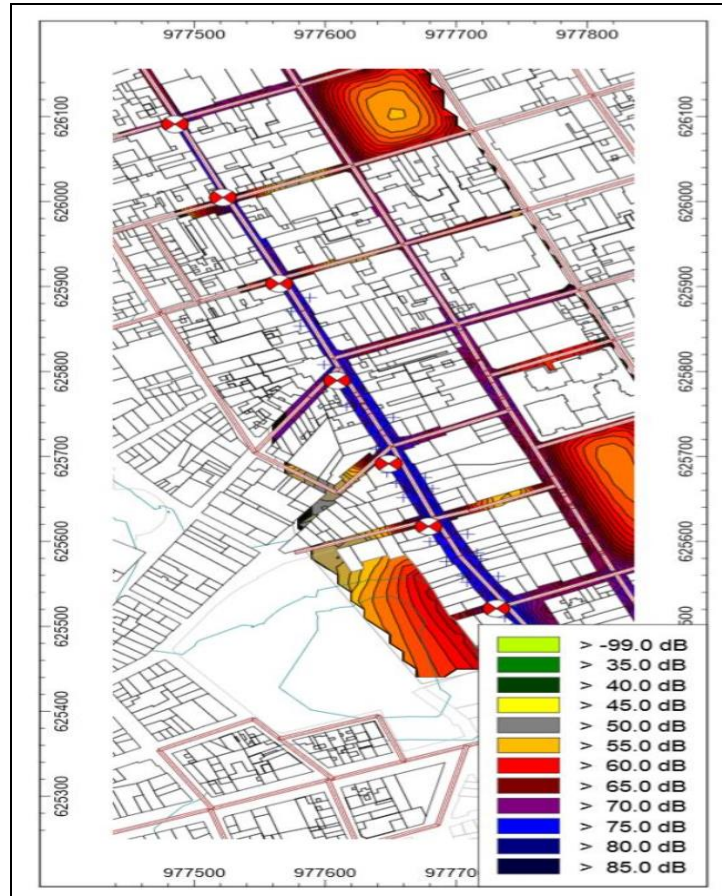 977500 977600 977700 977800
626100 626100
626000 626000
625900 625900
625800 625800
625700 625700
625600 625600
625500
625400
625300
> -99.0 dB
> 35.0 dB
> 40.0 dB
> 45.0 dB
> 50.0 dB
> 55.0 dB
> 60.0 dB
> 65.0 dB
> 70.0 dB
> 75.0 dB
> 80.0 dB
> 85.0 dB
977500 977600